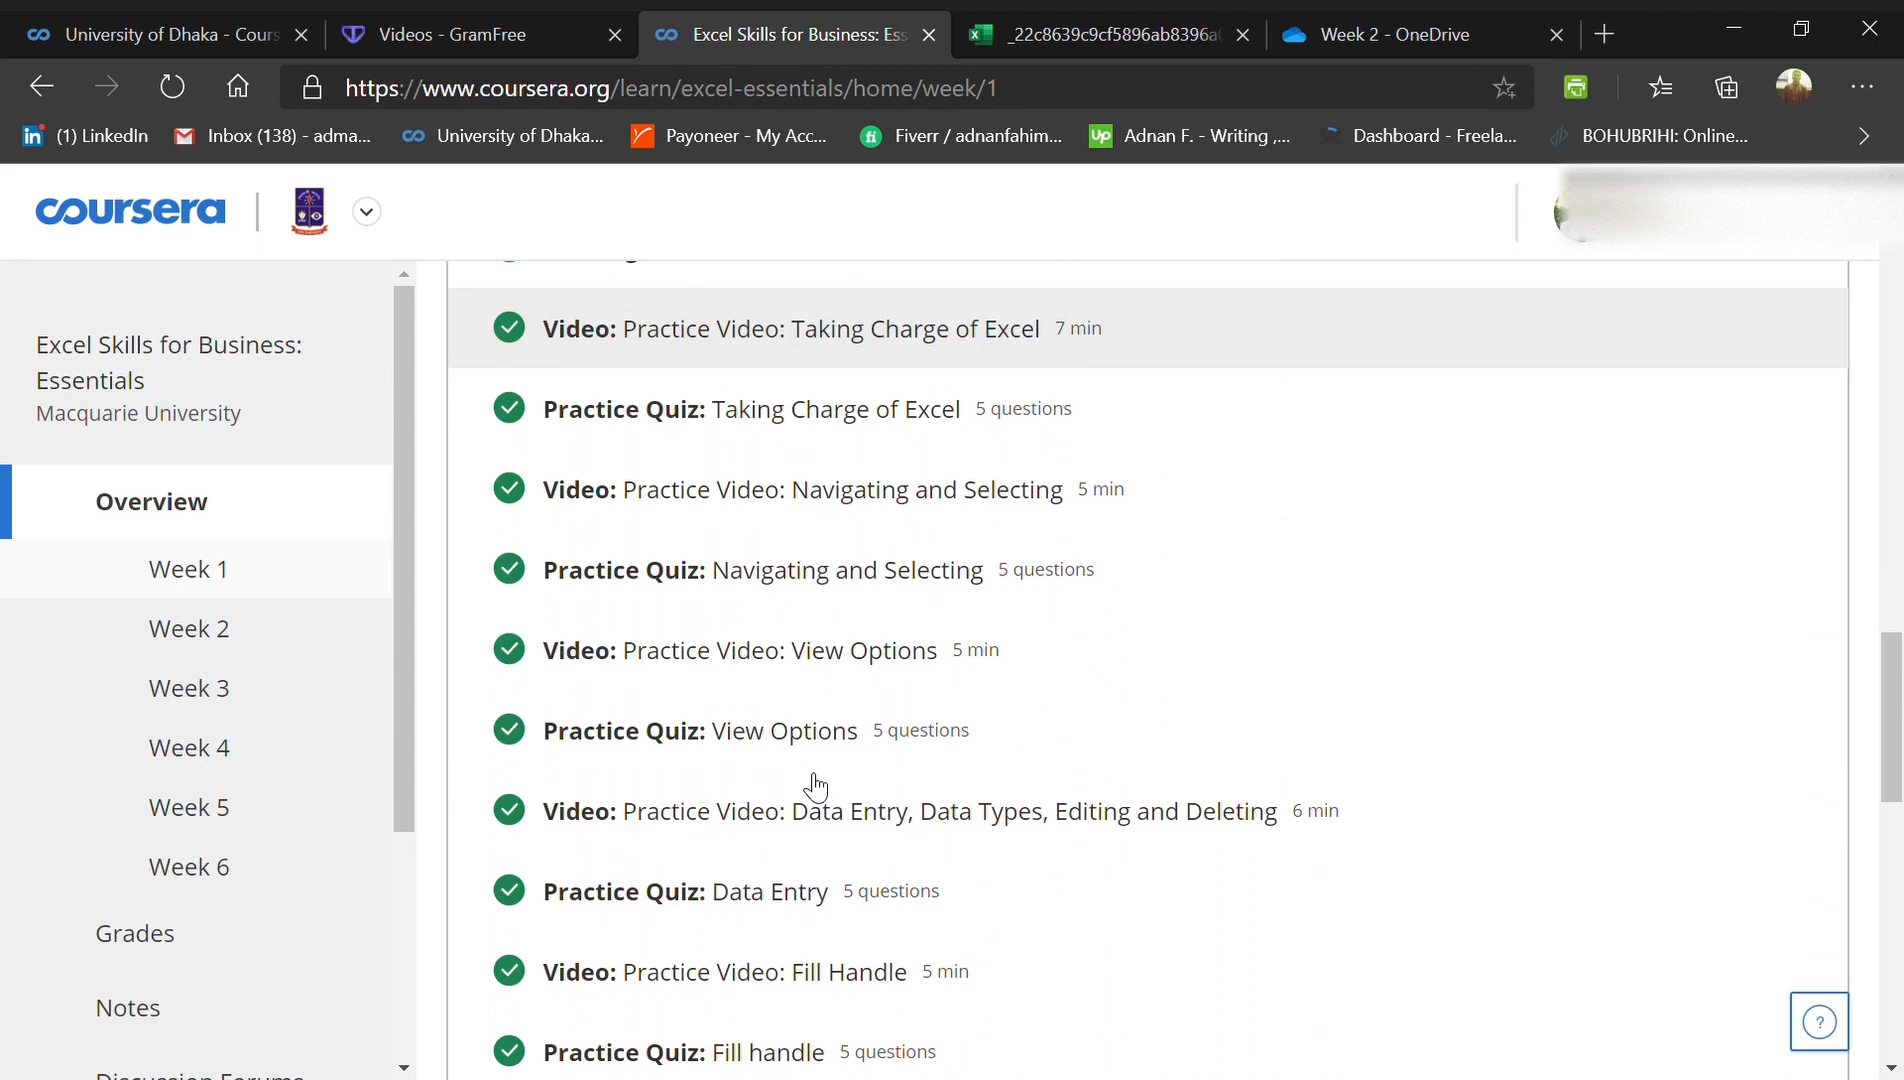 University of Dhaka - Cours
Videos - GramFree
Excel Skills for Business: Ess
_22c8639c9cf5896ab8396a
Week 2 - OneDrive
https://www.coursera.org/learn/excel-essentials/home/week/1
(1) LinkedIn
Inbox (138) - adma...
University of Dhaka...
Payoneer - My Acc...
Fiverr / adnanfahim...
Adnan F. - Writing ,...
Dashboard - Freela...
BOHUBRIHI: Online...
coursera
Excel Skills for Business:
Essentials
Macquarie University
Overview
Week 1
Week 2
Week 3
Week 4
Week 5
Week 6
Grades
Notes
Discussion Forums
Video: Practice Video: Taking Charge of Excel 7 min
Practice Quiz: Taking Charge of Excel 5 questions
Video: Practice Video: Navigating and Selecting 5 min
Practice Quiz: Navigating and Selecting 5 questions
Video: Practice Video: View Options 5 min
Practice Quiz: View Options 5 questions
Video: Practice Video: Data Entry, Data Types, Editing and Deleting 6 min
Practice Quiz: Data Entry 5 questions
Video: Practice Video: Fill Handle 5 min
Practice Quiz: Fill handle 5 questions
?